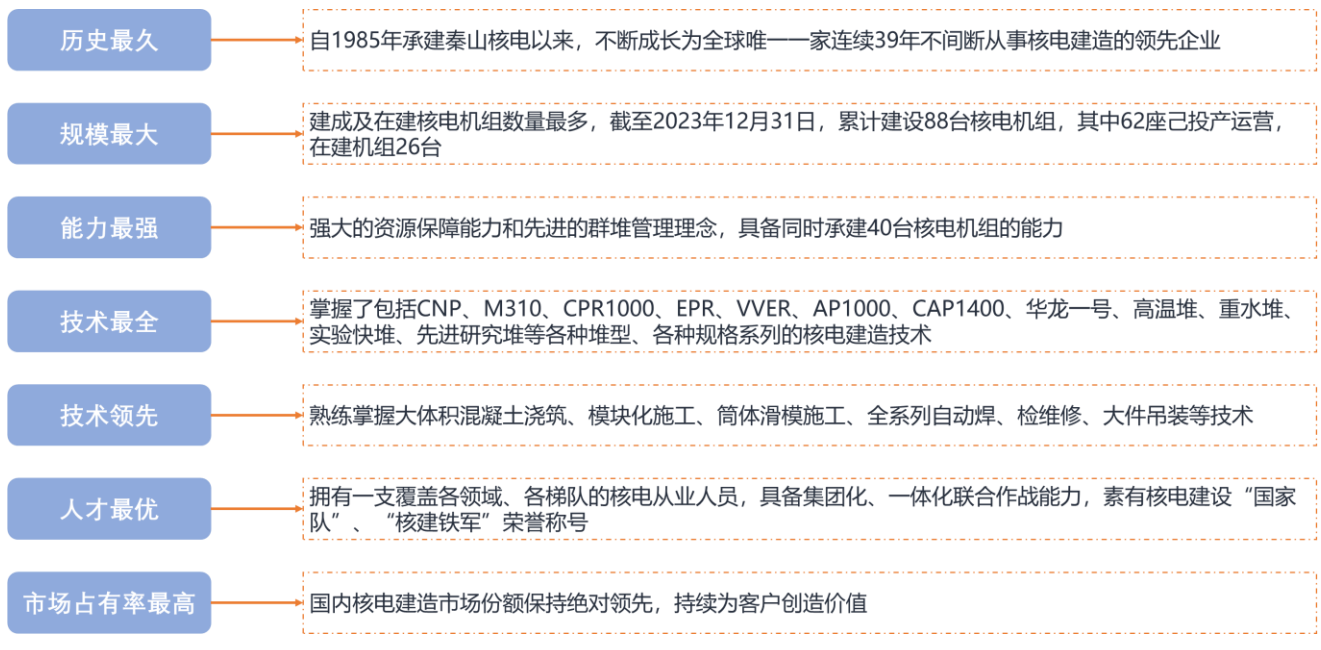 历史最久
自1985年承建秦山核电以来，不断成长为全球唯一一家连续39年不间断从事核电建造的领先企业
规模最大
建成及在建核电机组数量最多，截至2023年12月31日，累计建设88台核电机组，其中62座己投产运营，
在建机组26台
能力最强
强大的资源保障能力和先进的群堆管理理念，具备同时承建40台核电机组的能力
技术最全
掌握了包括CNP、M310、CPR1000、EPR、VVER、AP1000、CAP1400、华龙一号、高温堆、重水堆、
实验快堆、先进研究堆等各种堆型、各种规格系列的核电建造技术
技术领先
熟练掌握大体积混凝土浇筑、模块化施工、筒体滑模施工、全系列自动焊、检维修、大件吊装等技术
人才最优
拥有一支覆盖各领域、各梯队的核电从业人员，具备集团化、一体化联合作战能力，素有核电建设“国家
队”、“核建铁军”荣誉称号
市场占有率最高
国内核电建造市场份额保持绝对领先，持续为客户创造价值